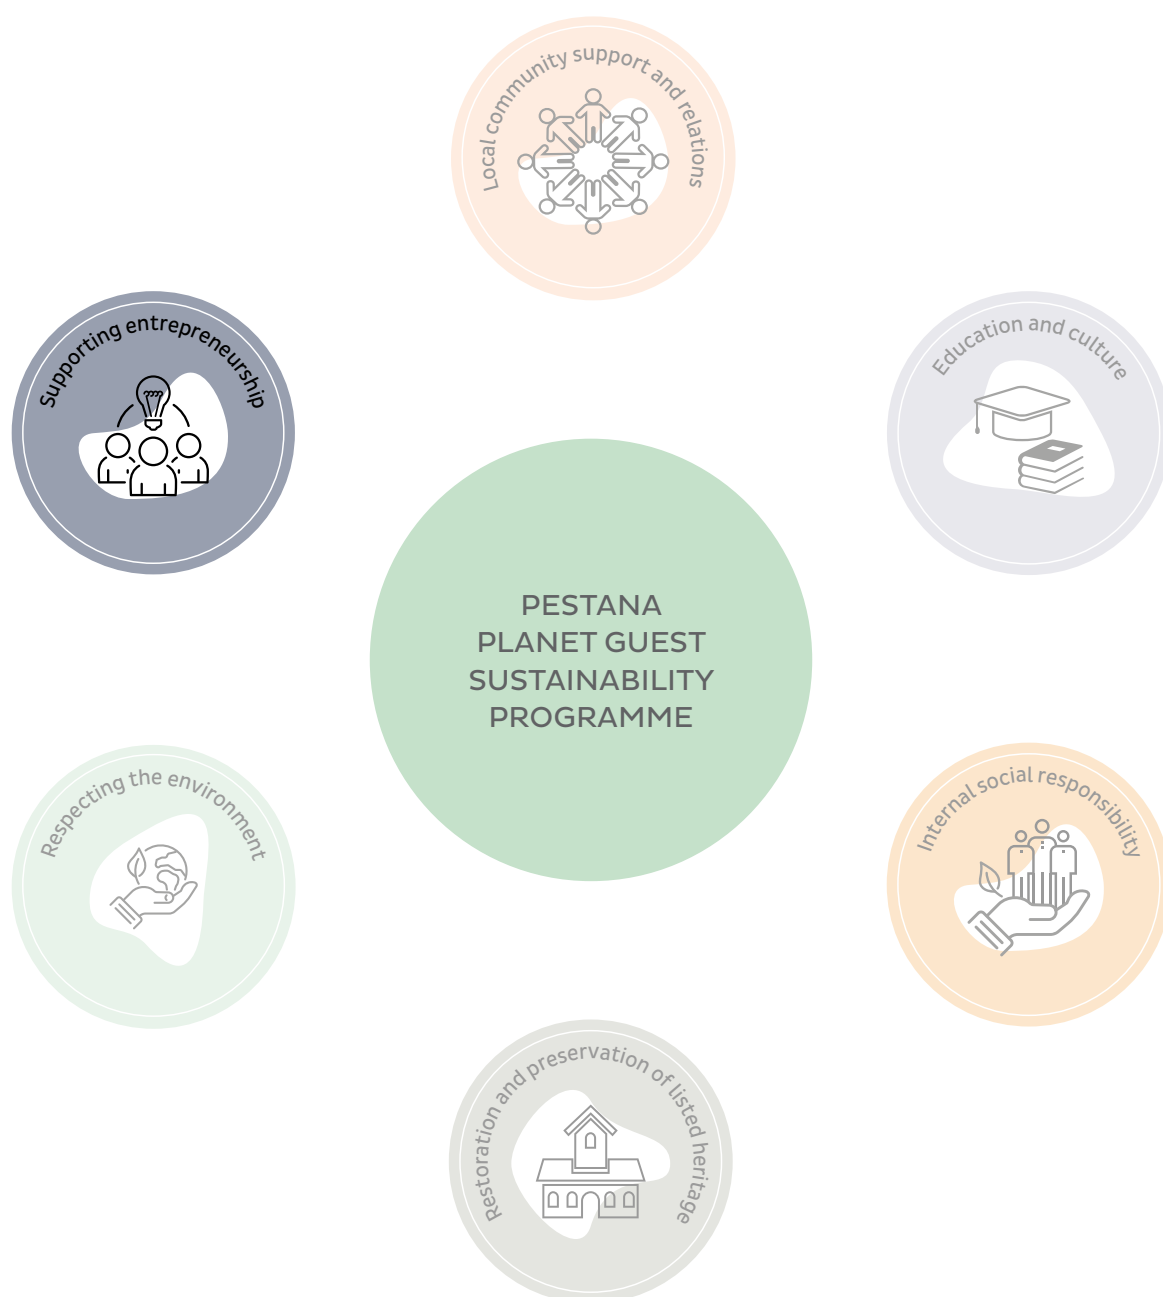 Local community support and relations
Supporting entrepreneurship
Education and culture
PESTANA
PLANET GUEST
SUSTAINABILITY
PROGRAMME
Respecting the environment
Internal social responsibility
Restoration and preservation of listed heritage